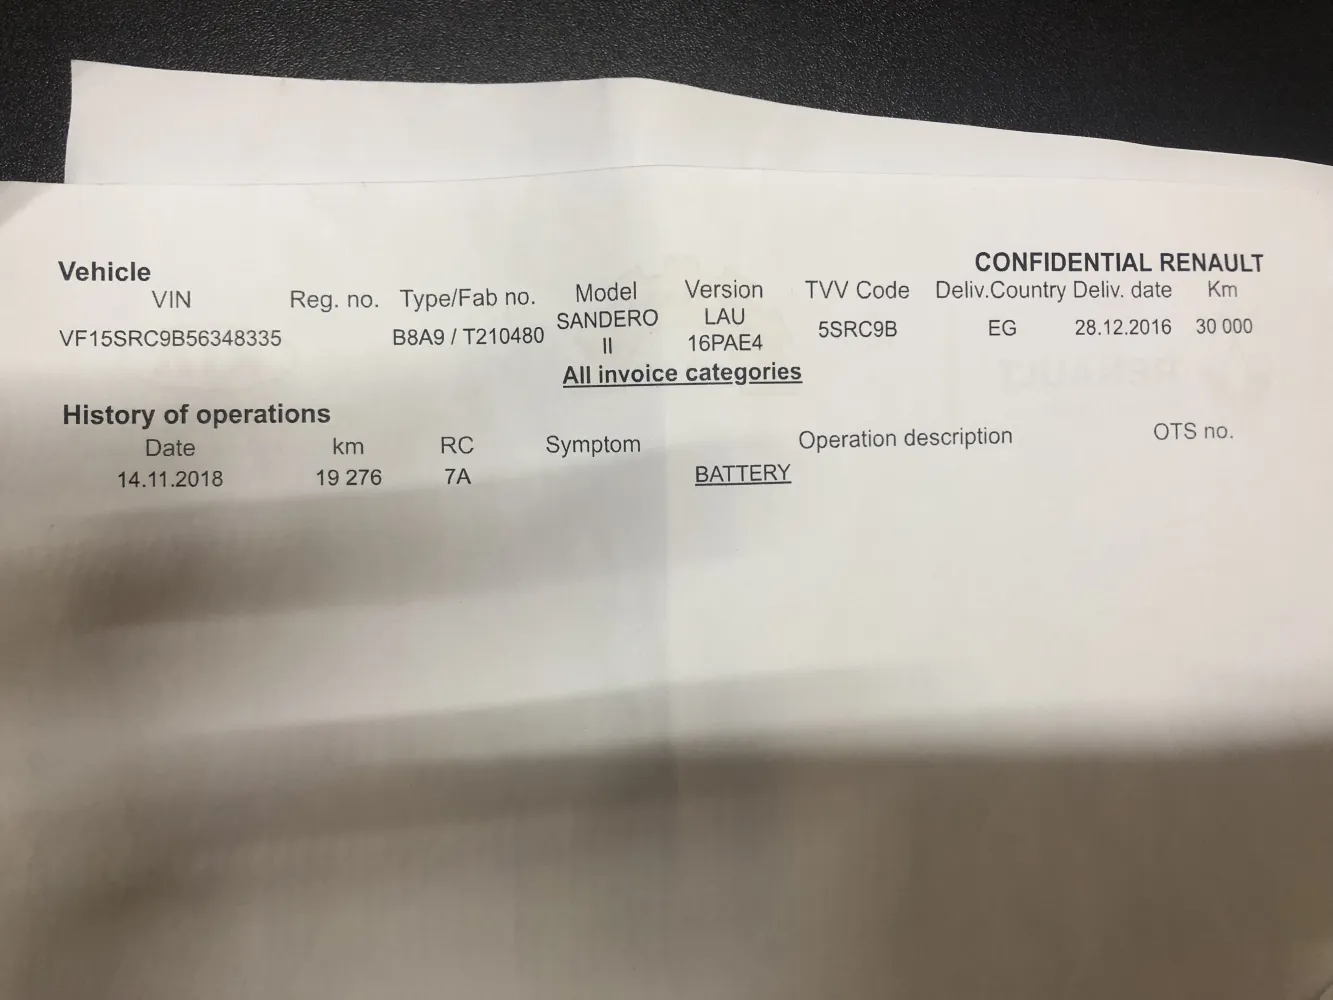 CONFIDENTIAL RENAULT
Vehicle
VIN Reg. no. Type/Fab no. Model Version TVV Code Deliv.Country Deliv. date Km
VF15SRC9B56348335 B8A9 / T210480 SANDERO II LAU 16PAE4 5SRC9B EG 28.12.2016 30 000
All invoice categories
History of operations
Date km RC Symptom Operation description OTS no.
14.11.2018 19 276 7A BATTERY